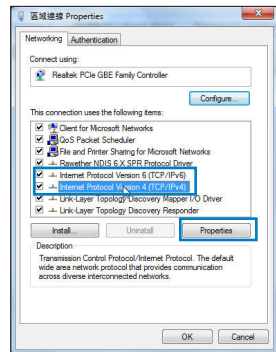 區域連線 Properties
Networking Authentication
Connect using:
Realtek PCIe GBE Family Controller
Configure...
This connection uses the following items:
Client for Microsoft Networks
QoS Packet Scheduler
File and Printer Sharing for Microsoft Networks
Rawether NDIS 6.X SPR Protocol Driver
Internet Protocol Version 6 (TCP/IPv6)
Internet Protocol Version 4 (TCP/IPv4)
Link-Layer Topology Discovery Mapper I/O Driver
Link-Layer Topology Discovery Responder
Install... Uninstall Properties
Description
Transmission Control Protocol/Internet Protocol. The default
wide area network protocol that provides communication
across diverse interconnected networks.
OK Cancel